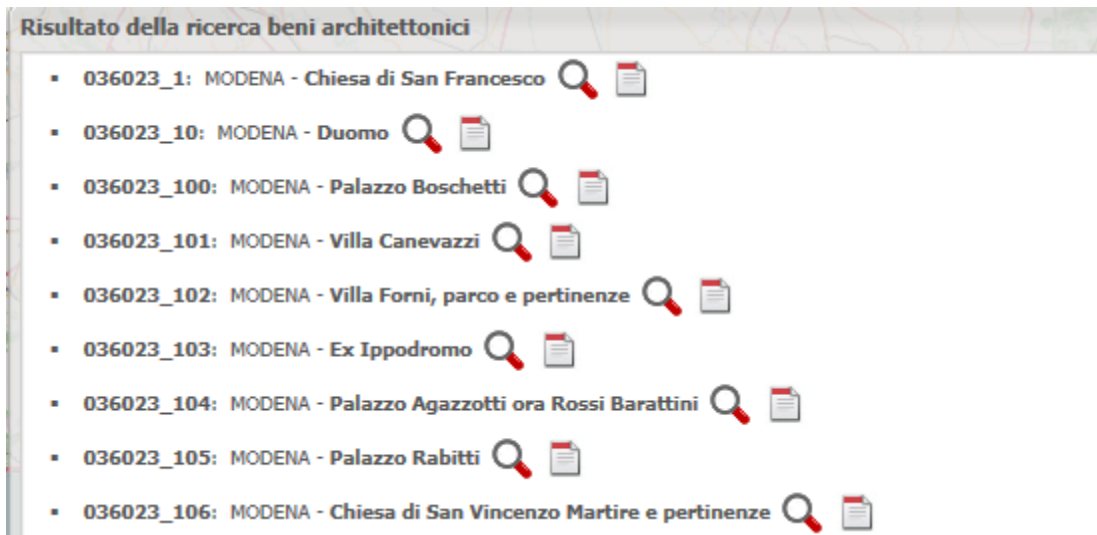 Risultato della ricerca beni architettonici
036023_1: MODENA - Chiesa di San Francesco
036023_10: MODENA - Duomo
036023_100: MODENA - Palazzo Boschetti
036023_101: MODENA - Villa Canevazzi
036023_102: MODENA - Villa Forni, parco e pertinenze
036023_103: MODENA - Ex Ippodromo
036023_104: MODENA - Palazzo Agazzotti ora Rossi Barattini
036023_105: MODENA - Palazzo Rabitti
036023_106: MODENA - Chiesa di San Vincenzo Martire e pertinenze